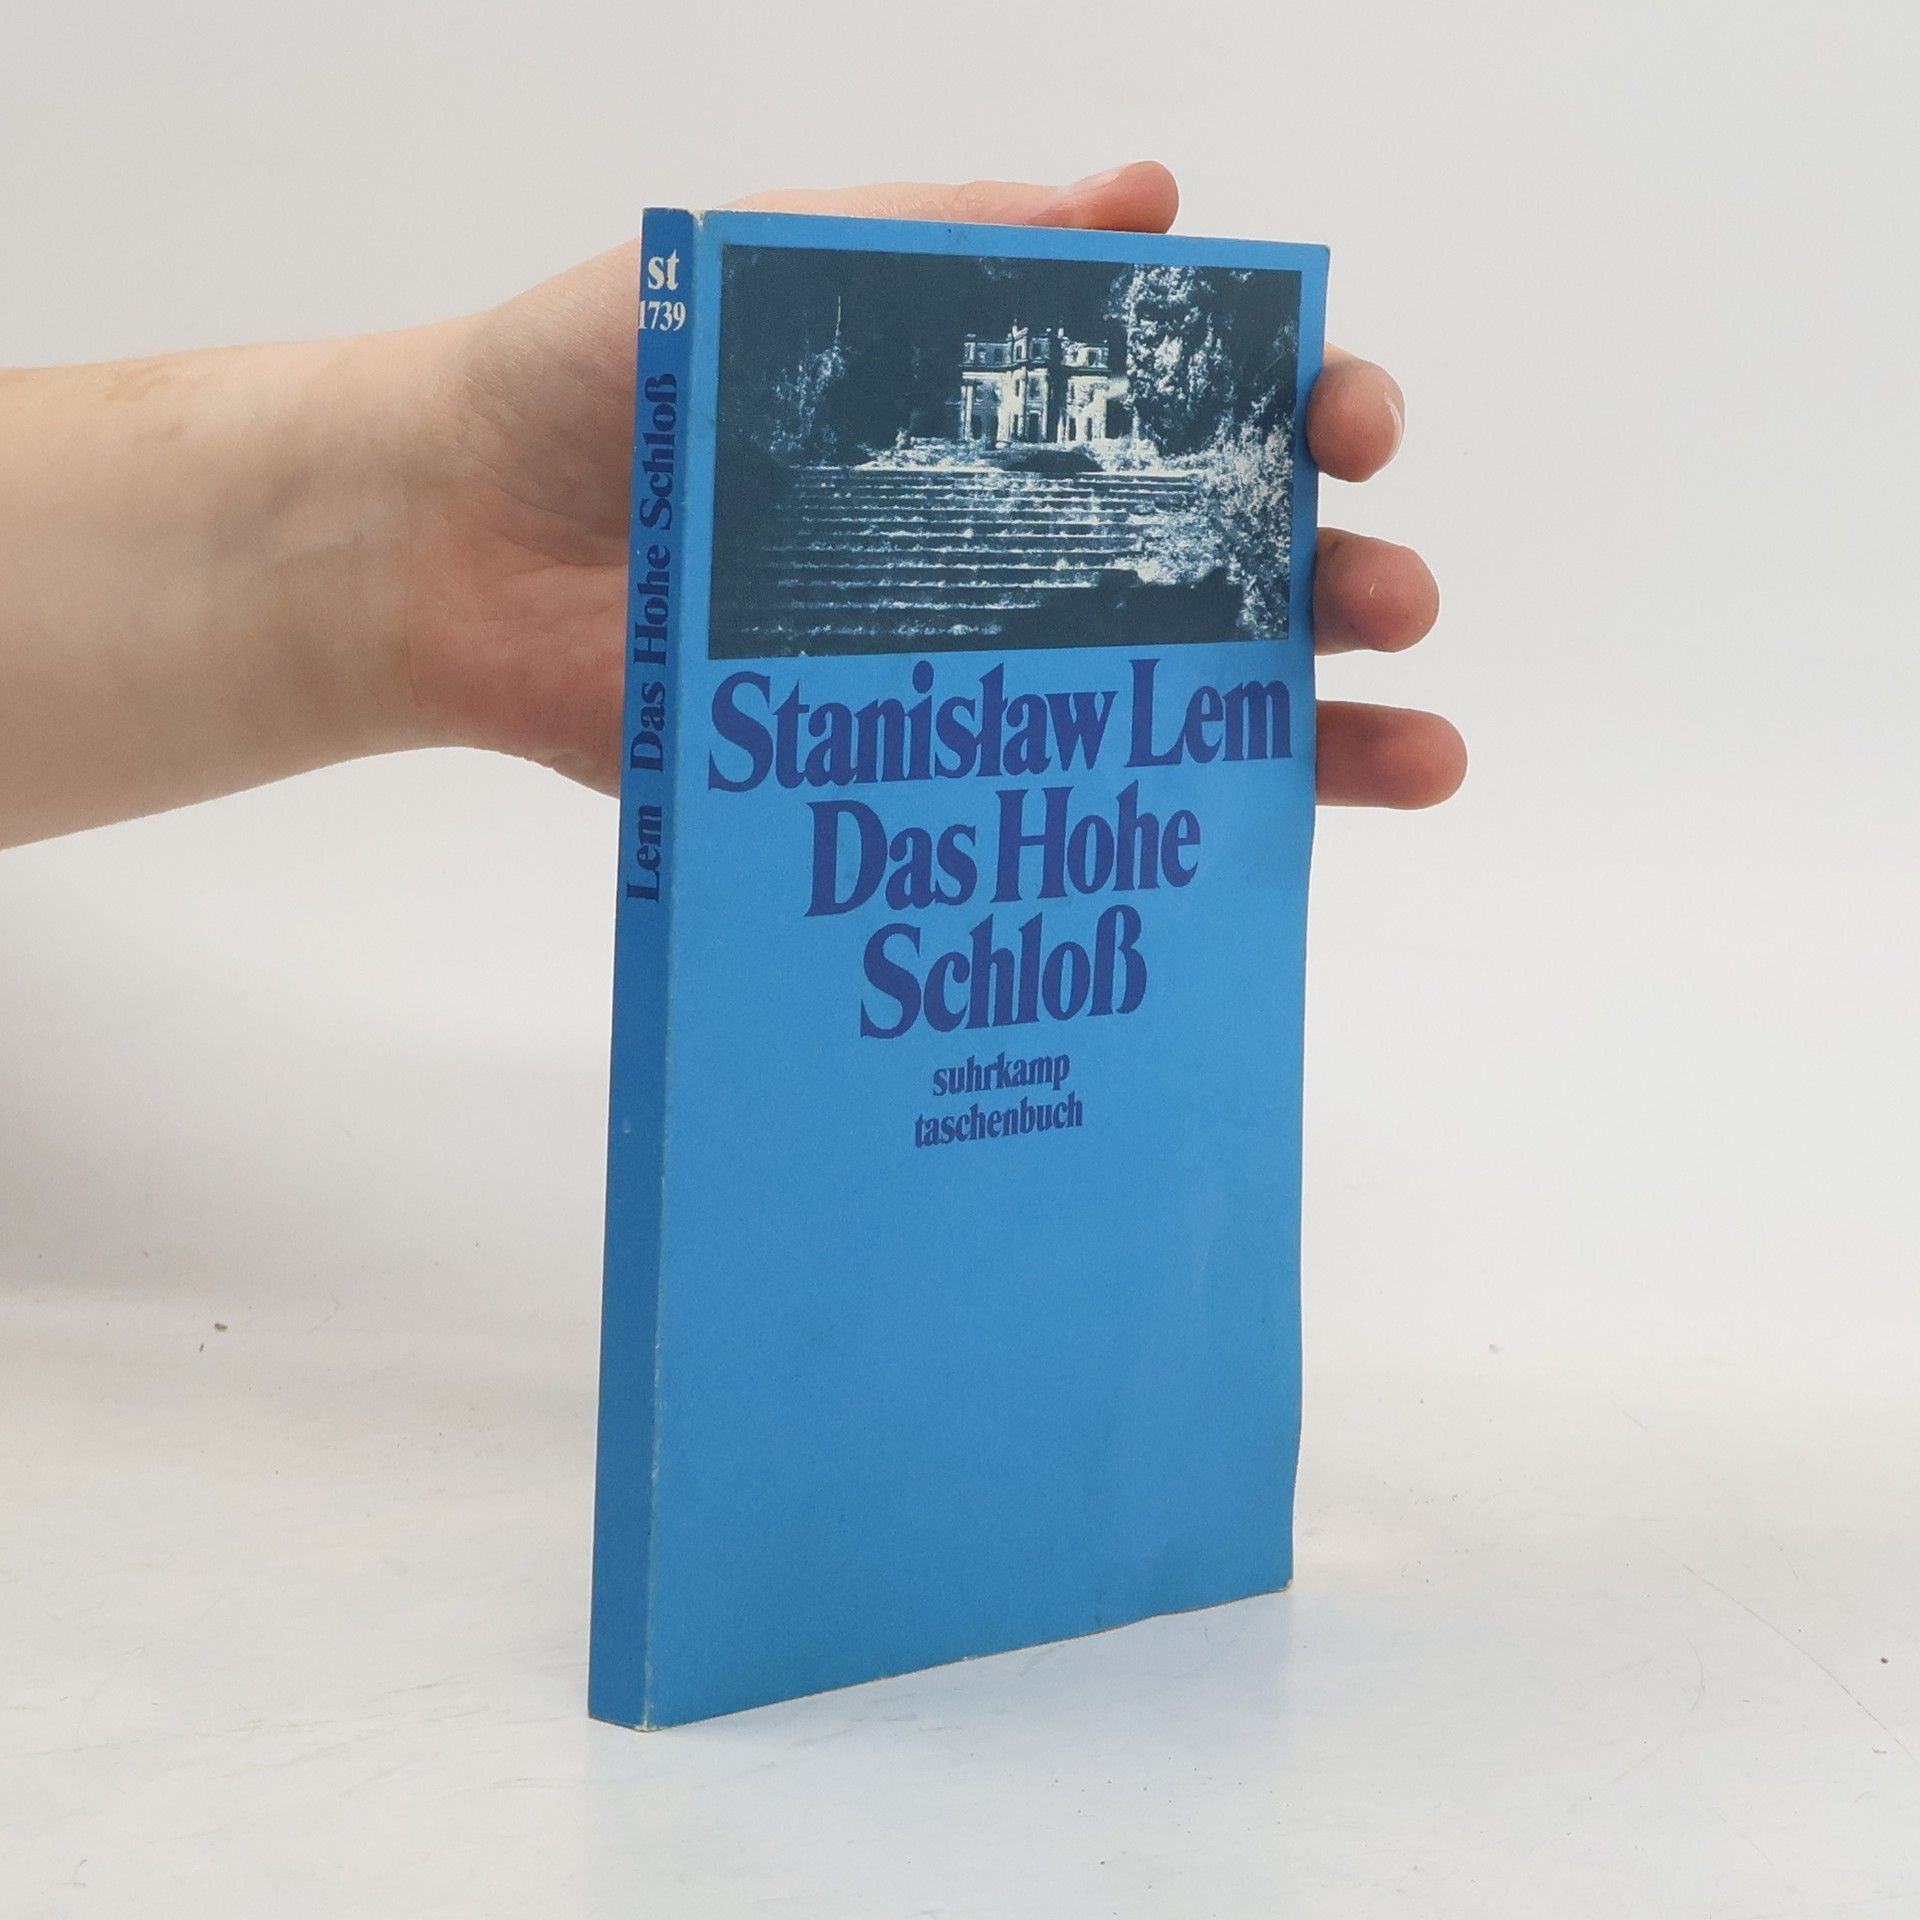 st
1739
Lem Das Hohe Schloß
Stanisław Lem
Das Hohe
Schloß
suhrkamp
taschenbuch